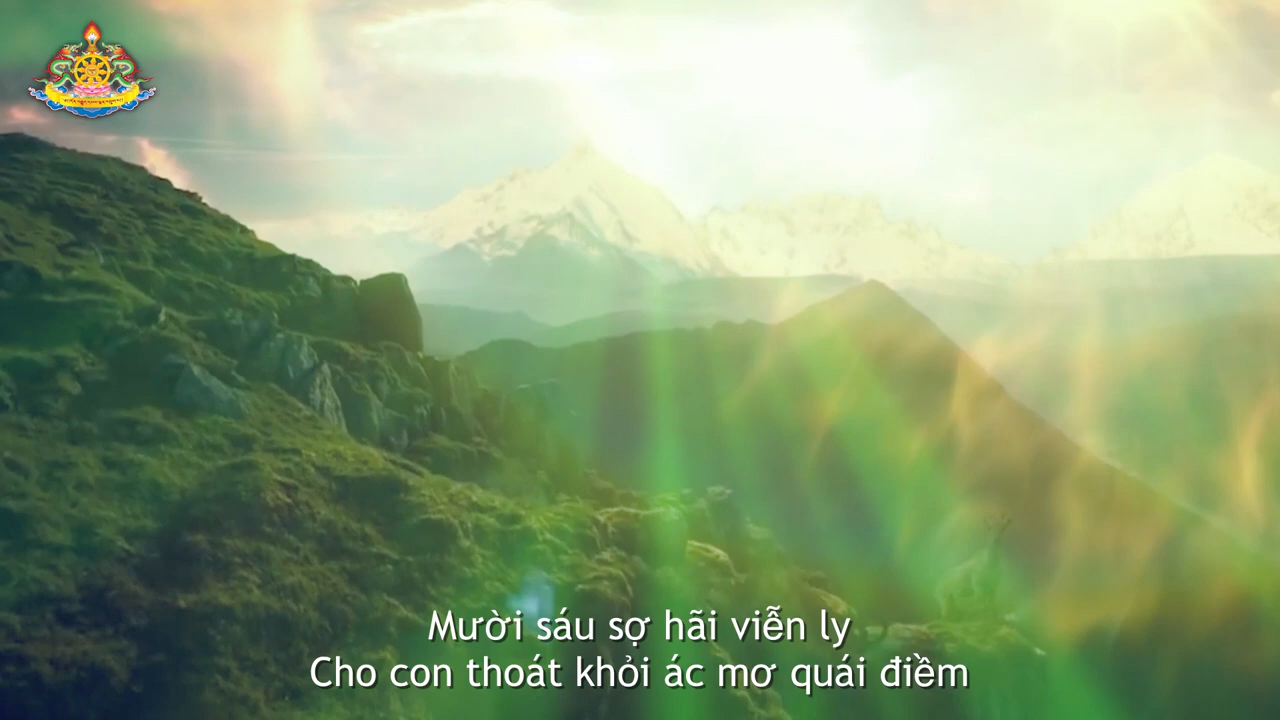 Mười sáu sợ hãi viễn ly
Cho con thoát khỏi ác mơ quái điềm